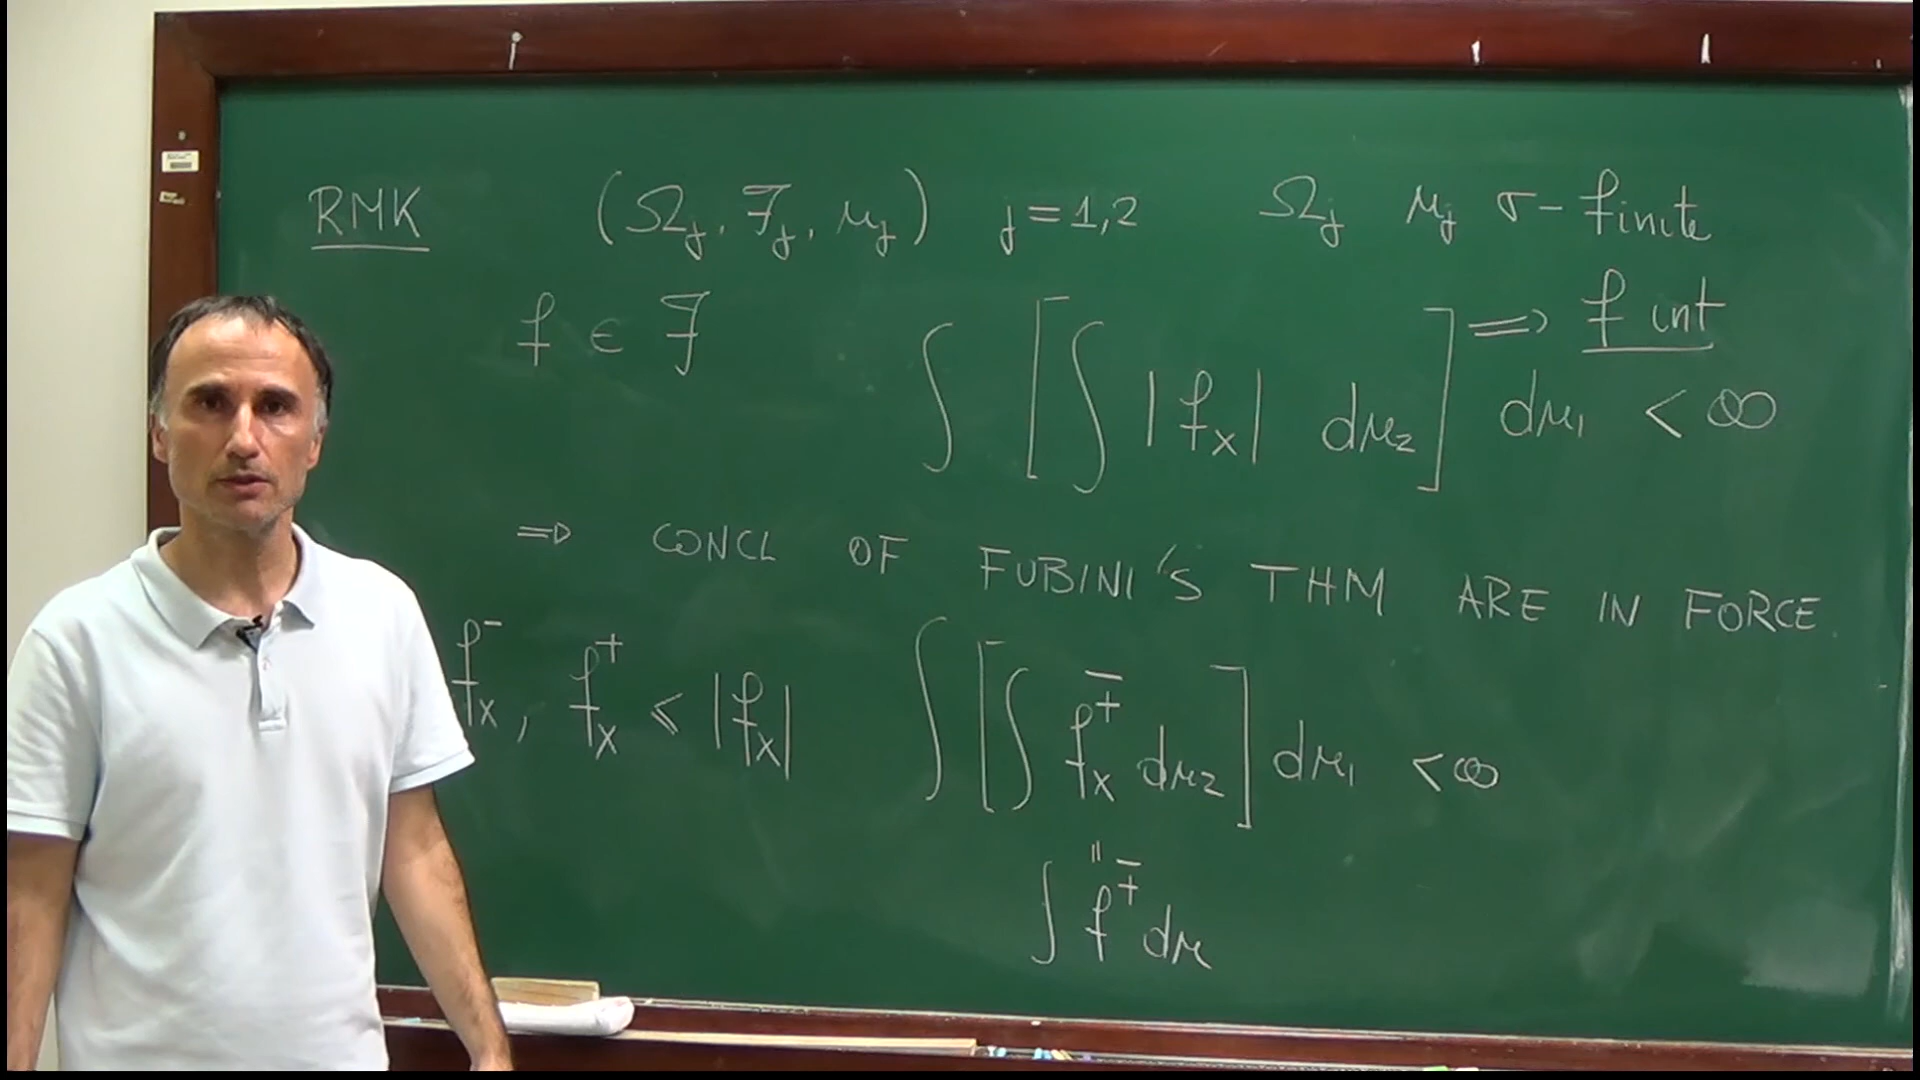 RMK (Ω_j, ℱ_j, μ_j) j=1,2 Ω_j μ_j σ-finite
f ∈ ℱ ∫ [ ∫ |f_x| dμ_2 ] dμ_1 < ∞ ⟹ f int
⇒ CONCL OF FUBINI'S THM ARE IN FORCE.
f_x^-, f_x^+ ⩽ |f_x| ∫ [ ∫ f_x^∓ dμ_2 ] dμ_1 < ∞
"
∫ f^∓ dμ